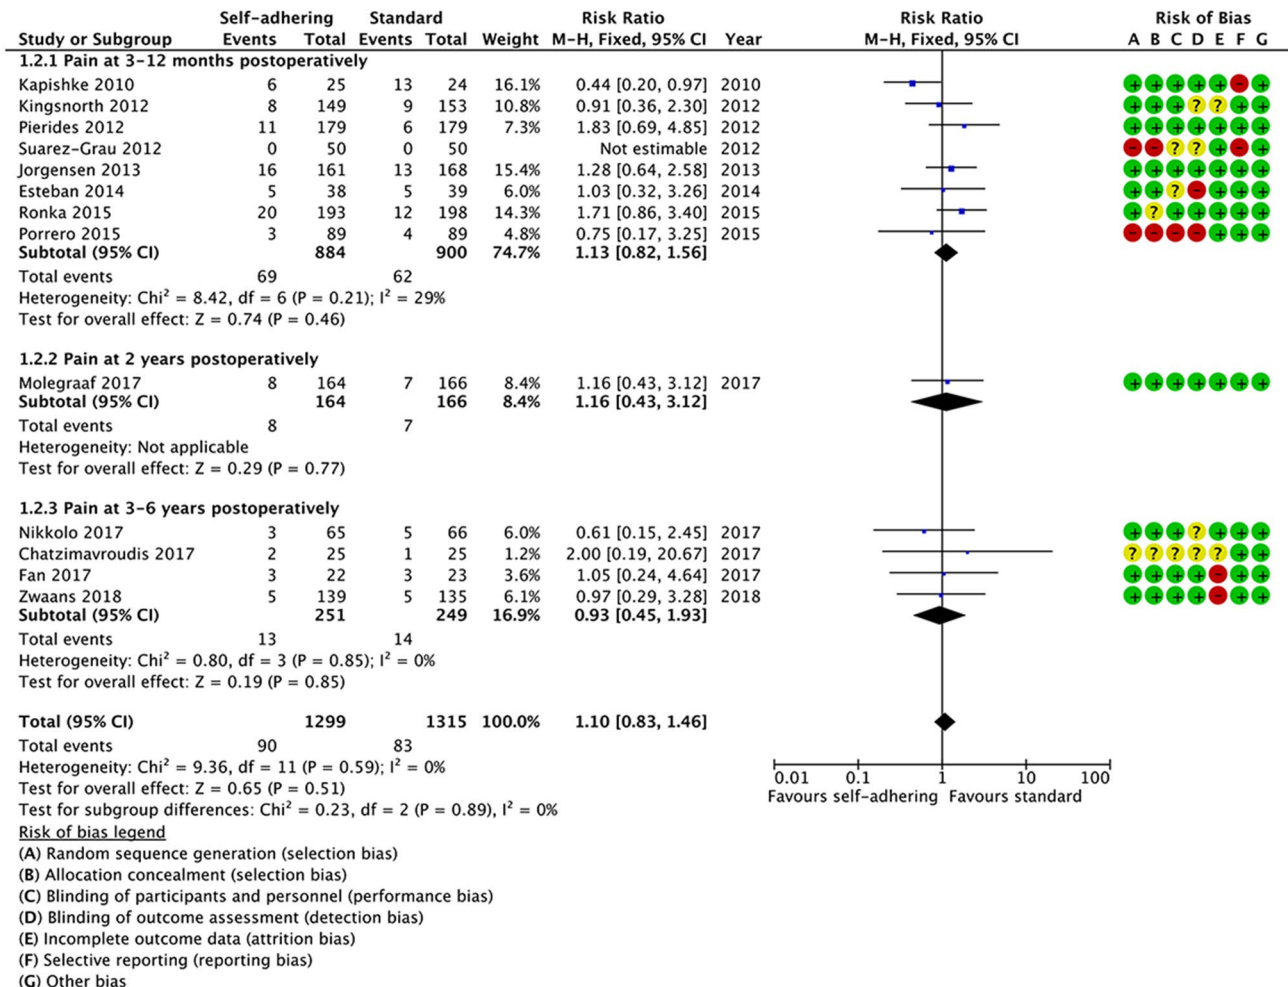 Self-adhering Standard Risk Ratio Risk Ratio Risk of Bias
Study or Subgroup Events Total Events Total Weight M-H, Fixed, 95% CI Year M-H, Fixed, 95% CI A B C D E F G
1.2.1 Pain at 3-12 months postoperatively
Kapishke 2010 6 25 13 24 16.1% 0.44 [0.20, 0.97] 2010 + + + + + - +
Kingsnorth 2012 8 149 9 153 10.8% 0.91 [0.36, 2.30] 2012 + + + ? ? + +
Pierides 2012 11 179 6 179 7.3% 1.83 [0.69, 4.85] 2012 + + + + + + +
Suarez-Grau 2012 0 50 0 50 Not estimable 2012 - - ? ? + - +
Jorgensen 2013 16 161 13 168 15.4% 1.28 [0.64, 2.58] 2013 + + + + + + +
Esteban 2014 5 38 5 39 6.0% 1.03 [0.32, 3.26] 2014 + + ? - + + +
Ronka 2015 20 193 12 198 14.3% 1.71 [0.86, 3.40] 2015 + ? + + + + +
Porrero 2015 3 89 4 89 4.8% 0.75 [0.17, 3.25] 2015 - - - - + + +
Subtotal (95% CI) 884 900 74.7% 1.13 [0.82, 1.56]
Total events 69 62
Heterogeneity: Chi² = 8.42, df = 6 (P = 0.21); I² = 29%
Test for overall effect: Z = 0.74 (P = 0.46)
1.2.2 Pain at 2 years postoperatively
Molegraaf 2017 8 164 7 166 8.4% 1.16 [0.43, 3.12] 2017 + + + + + + +
Subtotal (95% CI) 164 166 8.4% 1.16 [0.43, 3.12]
Total events 8 7
Heterogeneity: Not applicable
Test for overall effect: Z = 0.29 (P = 0.77)
1.2.3 Pain at 3-6 years postoperatively
Nikkolo 2017 3 65 5 66 6.0% 0.61 [0.15, 2.45] 2017 + + + ? + + +
Chatzimavroudis 2017 2 25 1 25 1.2% 2.00 [0.19, 20.67] 2017 ? ? ? ? ? + +
Fan 2017 3 22 3 23 3.6% 1.05 [0.24, 4.64] 2017 + + + + - + +
Zwaans 2018 5 139 5 135 6.1% 0.97 [0.29, 3.28] 2018 + + + + - + +
Subtotal (95% CI) 251 249 16.9% 0.93 [0.45, 1.93]
Total events 13 14
Heterogeneity: Chi² = 0.80, df = 3 (P = 0.85); I² = 0%
Test for overall effect: Z = 0.19 (P = 0.85)
Total (95% CI) 1299 1315 100.0% 1.10 [0.83, 1.46]
Total events 90 83
Heterogeneity: Chi² = 9.36, df = 11 (P = 0.59); I² = 0%
Test for overall effect: Z = 0.65 (P = 0.51)
Test for subgroup differences: Chi² = 0.23, df = 2 (P = 0.89), I² = 0%
0.01 0.1 1 10 100
Favours self-adhering Favours standard
Risk of bias legend
(A) Random sequence generation (selection bias)
(B) Allocation concealment (selection bias)
(C) Blinding of participants and personnel (performance bias)
(D) Blinding of outcome assessment (detection bias)
(E) Incomplete outcome data (attrition bias)
(F) Selective reporting (reporting bias)
(G) Other bias